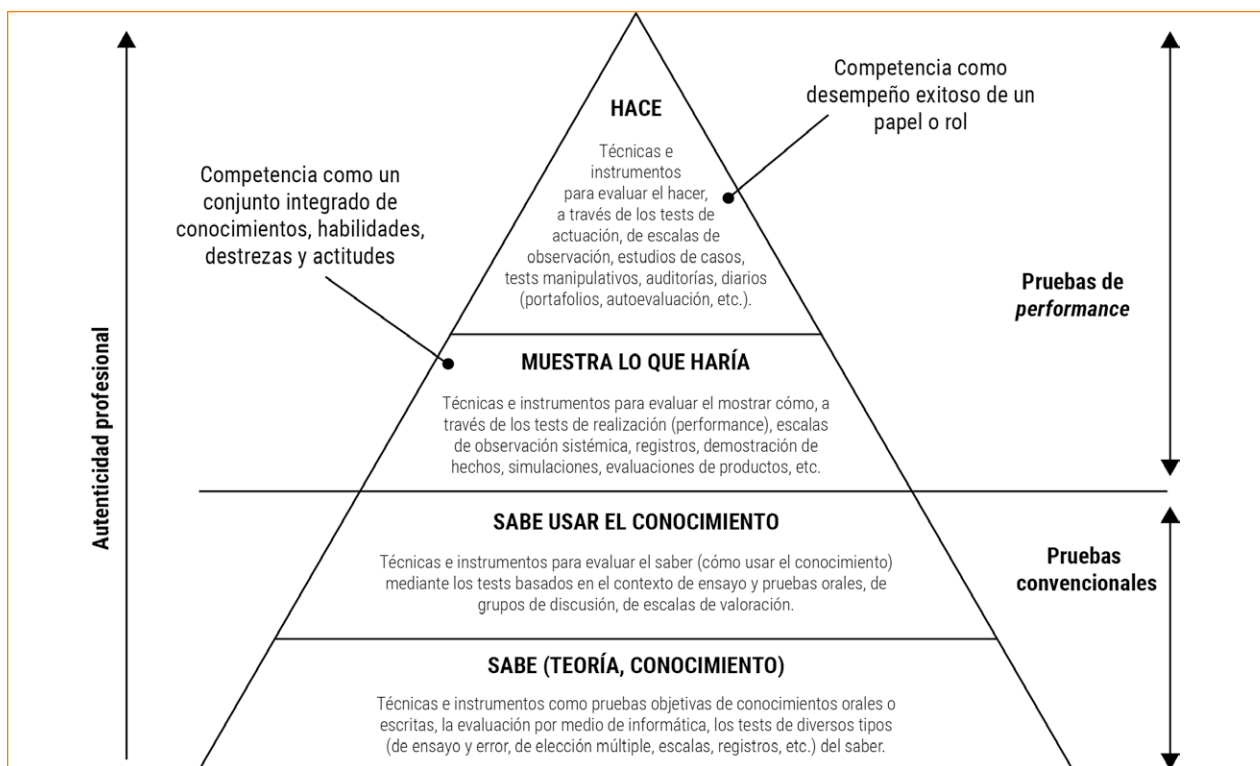 Competencia como
desempeño exitoso de un
papel o rol
HACE
Técnicas e
instrumentos
para evaluar el hacer,
a través de los tests de
actuación, de escalas de
observación, estudios de casos,
tests manipulativos, auditorías, diarios
(portafolios, autoevaluación, etc.).
Competencia como un
conjunto integrado de
conocimientos, habilidades,
destrezas y actitudes
Pruebas de
performance
MUESTRA LO QUE HARÍA
Técnicas e instrumentos para evaluar el mostrar cómo, a
través de los tests de realización (performance), escalas
de observación sistémica, registros, demostración de
hechos, simulaciones, evaluaciones de productos, etc.
Autenticidad profesional
SABE USAR EL CONOCIMIENTO
Técnicas e instrumentos para evaluar el saber (cómo usar el conocimiento)
mediante los tests basados en el contexto de ensayo y pruebas orales, de
grupos de discusión, de escalas de valoración.
Pruebas
convencionales
SABE (TEORÍA, CONOCIMIENTO)
Técnicas e instrumentos como pruebas objetivas de conocimientos orales o
escritas, la evaluación por medio de informática, los tests de diversos tipos
(de ensayo y error, de elección múltiple, escalas, registros, etc.) del saber.